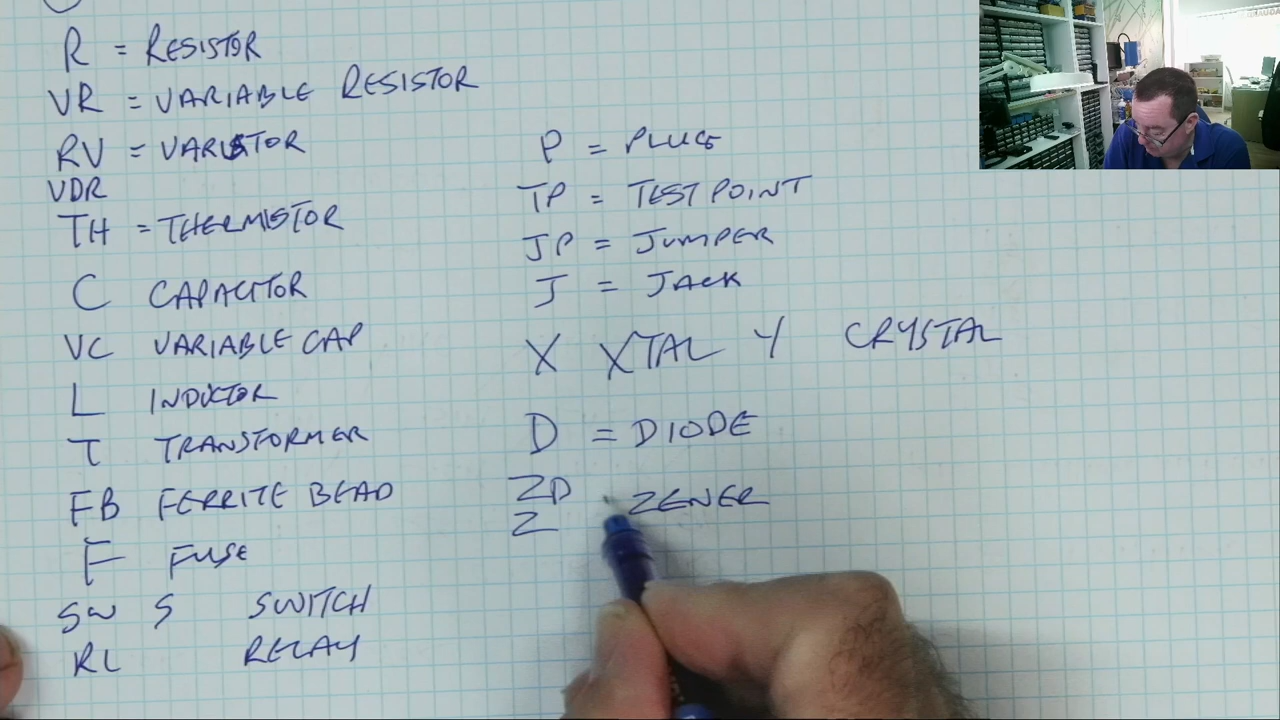 R = RESISTOR
VR = VARIABLE RESISTOR
RV = VARISTOR
VDR
TH = THERMISTOR
C CAPACITOR
VC VARIABLE CAP
L INDUCTOR
T TRANSFORMER
FB FERRITE BEAD
F FUSE
SW S SWITCH
RL RELAY
P = PLUG
TP = TEST POINT
JP = JUMPER
J = JACK
X XTAL Y CRYSTAL
D = DIODE
ZD ZENER
Z